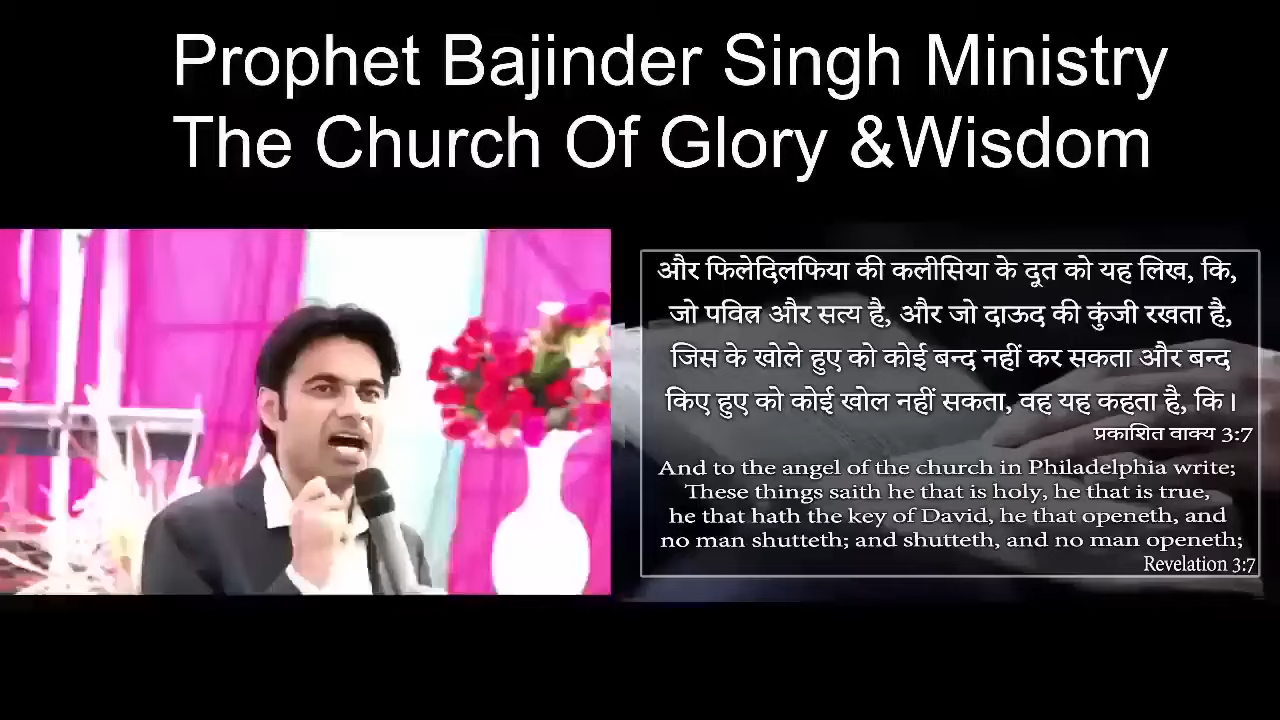 Prophet Bajinder Singh Ministry
The Church Of Glory &Wisdom
और फिलेदिलफिया की कलीसिया के दूत को यह लिख, कि,
जो पवित्र और सत्य है, और जो दाऊद की कुंजी रखता है,
जिस के खोले हुए को कोई बन्द नहीं कर सकता और बन्द
किए हुए को कोई खोल नहीं सकता, वह यह कहता है, कि।
प्रकाशित वाक्य 3:7
And to the angel of the church in Philadelphia write;
These things saith he that is holy, he that is true,
he that hath the key of David, he that openeth, and
no man shutteth; and shutteth, and no man openeth;
Revelation 3:7